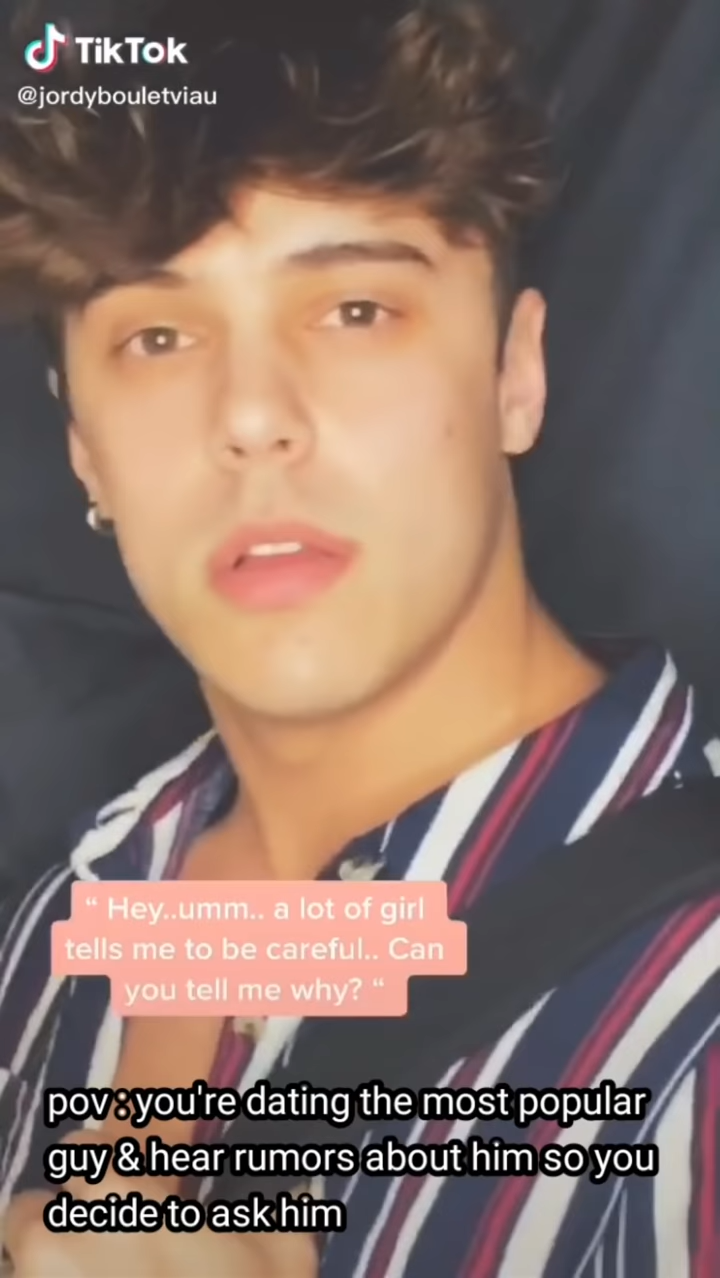 TikTok
@jordybouletviau
“ Hey..umm.. a lot of girl
tells me to be careful.. Can
you tell me why? “
pov : you're dating the most popular
guy & hear rumors about him so you
decide to ask him